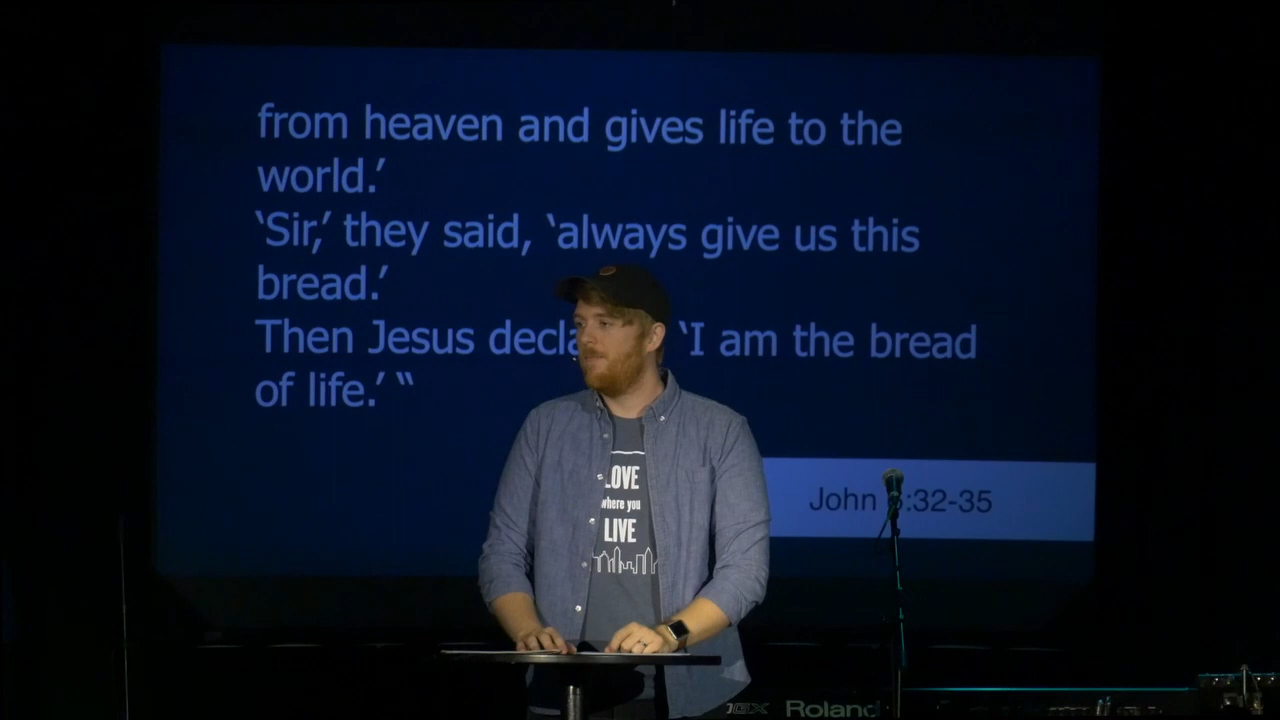 from heaven and gives life to the
world.’
‘Sir,’ they said, ‘always give us this
bread.’
Then Jesus ‘I am the bread
of life.’ “
LOVE
where you
LIVE
John :32-35
Roland